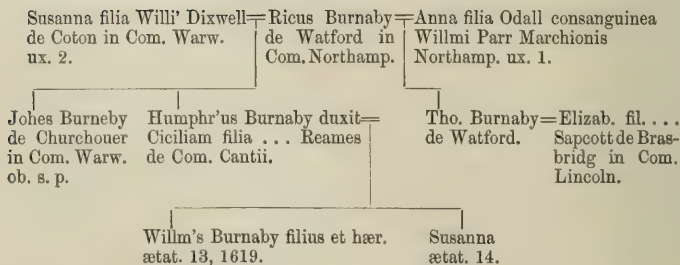 Susanna filia Willi' Dixwell=Ricus Burnaby=Anna filia Odall consanguinea
de Coton in Com. Warw. de Watford in Willmi Parr Marchionis
ux. 2. Com. Northamp. Northamp. ux. 1.
Johes Burneby Humphr'us Burnaby duxit= Tho. Burnaby=Elizab. fil. . . .
de Churchouer Ciciliam filia ... Reames de Watford. Sapcott de Bras-
in Com. Warw. de Com. Cantii. bridg in Com.
ob. s. p. Lincoln.
Willm's Burnaby filius et hær. Susanna
ætat. 13, 1619. ætat. 14.